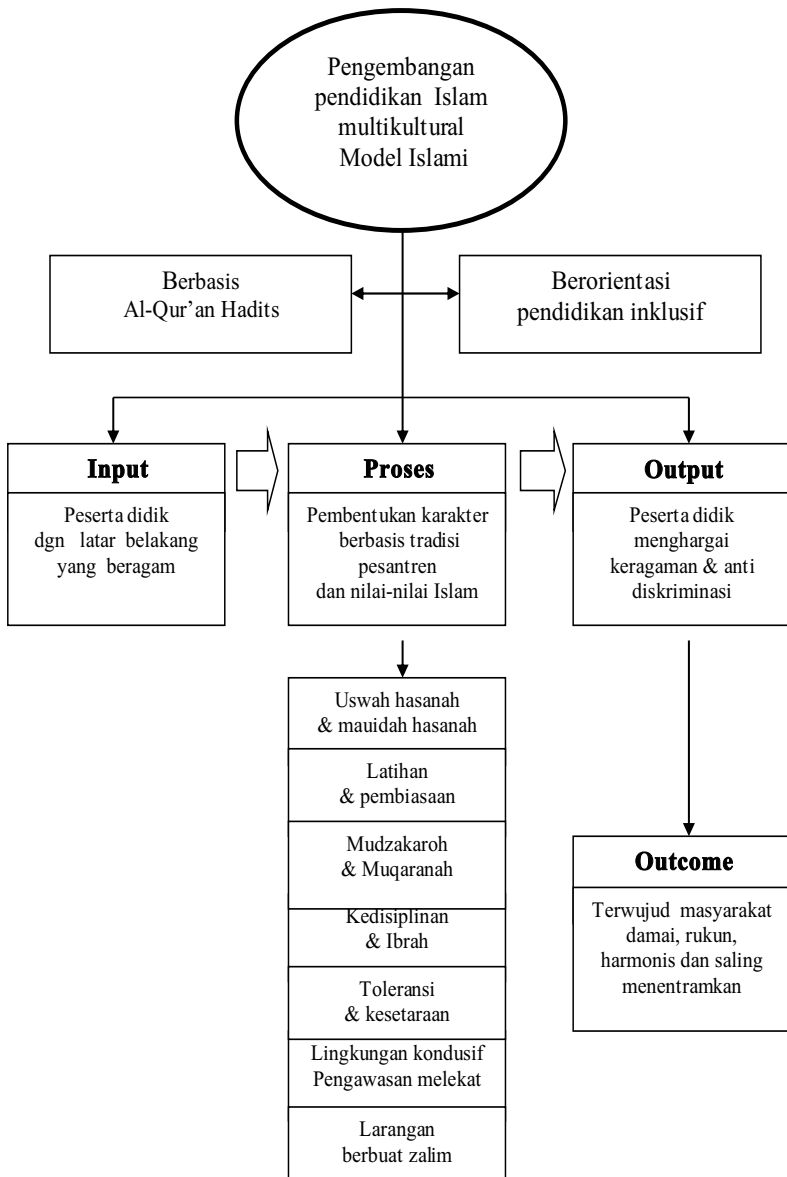 Pengembangan
pendidikan Islam
multikultural
Model Islami
Berbasis
Al-Qur’an Hadits
Berorientasi
pendidikan inklusif
Input
Peserta didik
dgn latar belakang
yang beragam
Proses
Pembentukan karakter
berbasis tradisi
pesantren
dan nilai-nilai Islam
Output
Peserta didik
menghargai
keragaman & anti
diskriminasi
Uswah hasanah
& mauidah hasanah
Latihan
& pembiasaan
Mudzakaroh
& Muqaranah
Kedisiplinan
& Ibrah
Toleransi
& kesetaraan
Lingkungan kondusif
Pengawasan melekat
Larangan
berbuat zalim
Outcome
Terwujud masyarakat
damai, rukun,
harmonis dan saling
menentramkan